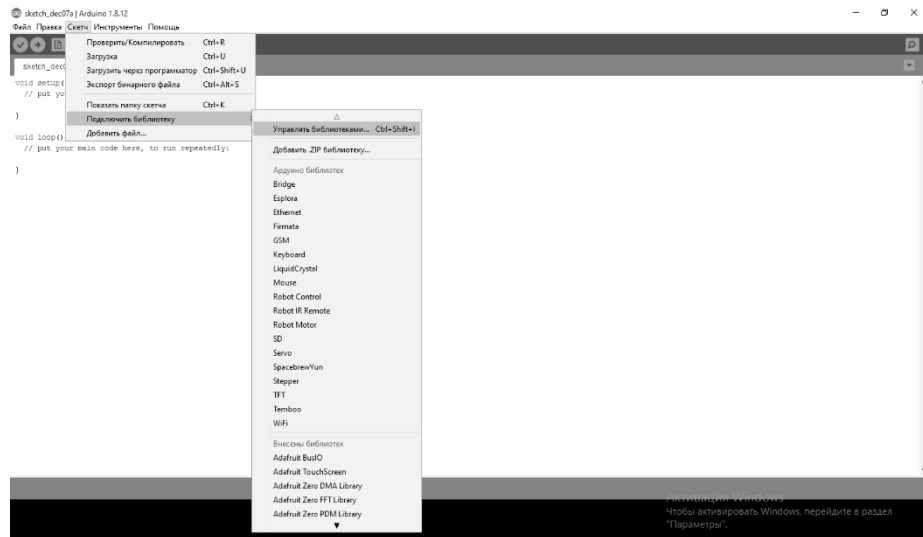 sketch_dec07a | Arduino 1.8.12
Файл Правка Скетч Инструменты Помощь
Проверить/Компилировать Ctrl+R
Загрузка Ctrl+U
Загрузить через программатор Ctrl+Shift+U
Экспорт бинарного файла Ctrl+Alt+S
Показать папку скетча Ctrl+K
Подключить библиотеку
Добавить файл...
sketch_dec0
void setup(
// put yo
}
void loop()
// put your main code here, to run repeatedly:
}
Управлять библиотеками... Ctrl+Shift+I
Добавить .ZIP библиотеку...
Ардуино библиотек
Bridge
Esplora
Ethernet
Firmata
GSM
Keyboard
LiquidCrystal
Mouse
Robot Control
Robot IR Remote
Robot Motor
SD
Servo
SpacebrewYun
Stepper
TFT
Temboo
WiFi
Внесены библиотек
Adafruit BusIO
Adafruit TouchScreen
Adafruit Zero DMA Library
Adafruit Zero FFT Library
Adafruit Zero PDM Library
Активация Windows
Чтобы активировать Windows, перейдите в раздел
"Параметры".